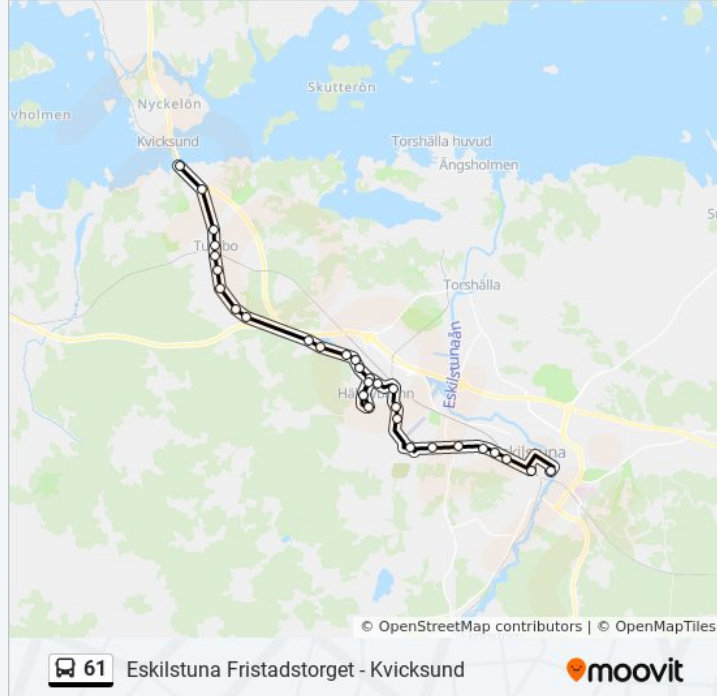 Skutterön
vholmen
Nyckelön
Kvicksund
Torshälla huvud
Ängsholmen
Torshälla
Eskilstunaån
© OpenStreetMap contributors | © OpenMapTiles
61 Eskilstuna Fristadstorget - Kvicksund
moovit